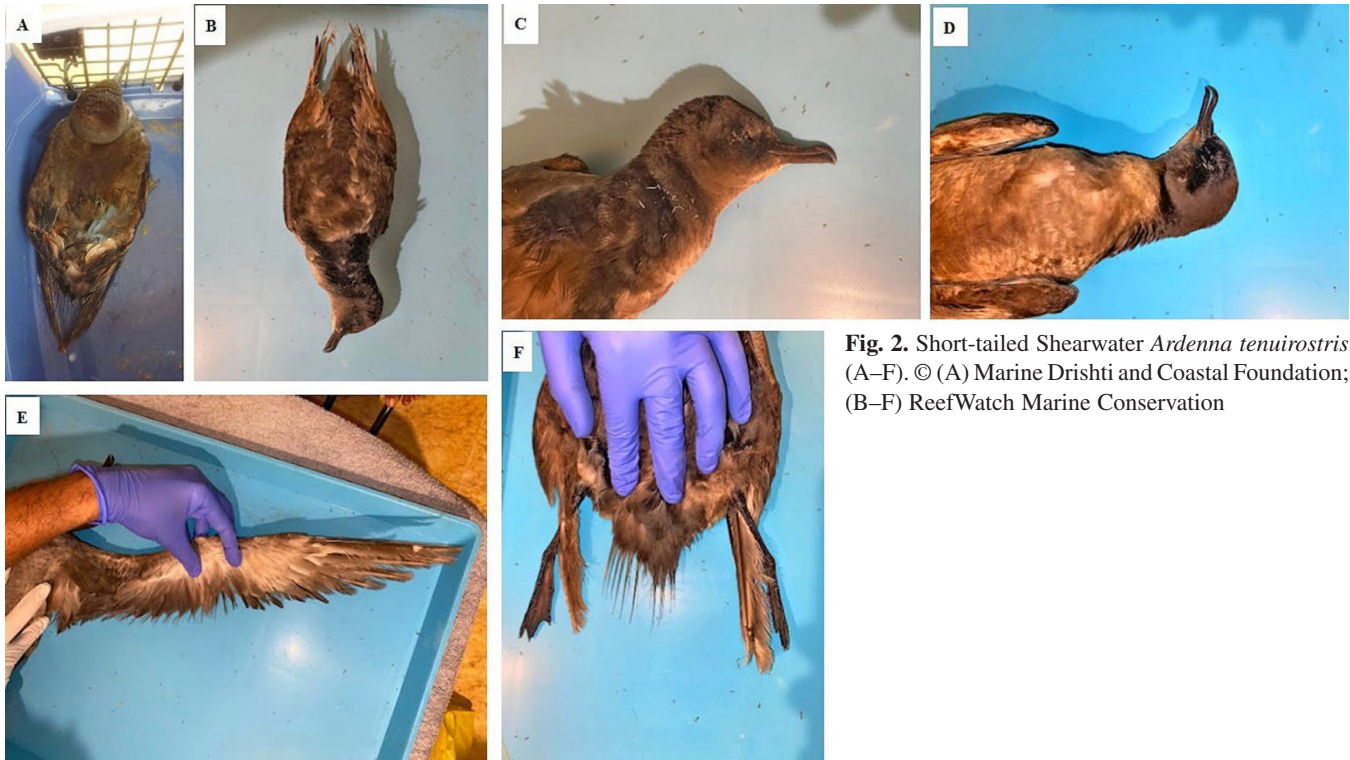 A
B
C
D
E
F
Fig. 2. Short-tailed Shearwater Ardenna tenuirostris
(A–F). © (A) Marine Drishti and Coastal Foundation;
(B–F) ReefWatch Marine Conservation